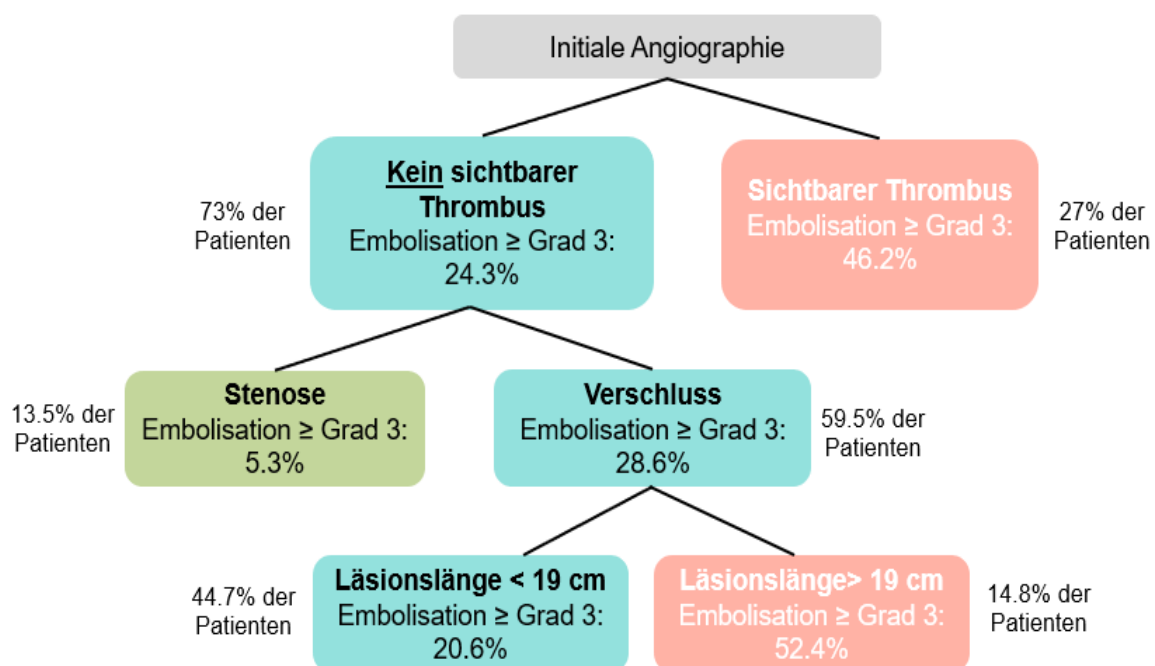 Initiale Angiographie
Kein sichtbarer
Thrombus
Embolisation ≥ Grad 3:
24.3%
73% der
Patienten
Sichtbarer Thrombus
Embolisation ≥ Grad 3:
46.2%
27% der
Patienten
13.5% der
Patienten
Stenose
Embolisation ≥ Grad 3:
5.3%
Verschluss
Embolisation ≥ Grad 3:
28.6%
59.5% der
Patienten
44.7% der
Patienten
Läsionslänge < 19 cm
Embolisation ≥ Grad 3:
20.6%
Läsionslänge> 19 cm
Embolisation ≥ Grad 3:
52.4%
14.8% der
Patienten